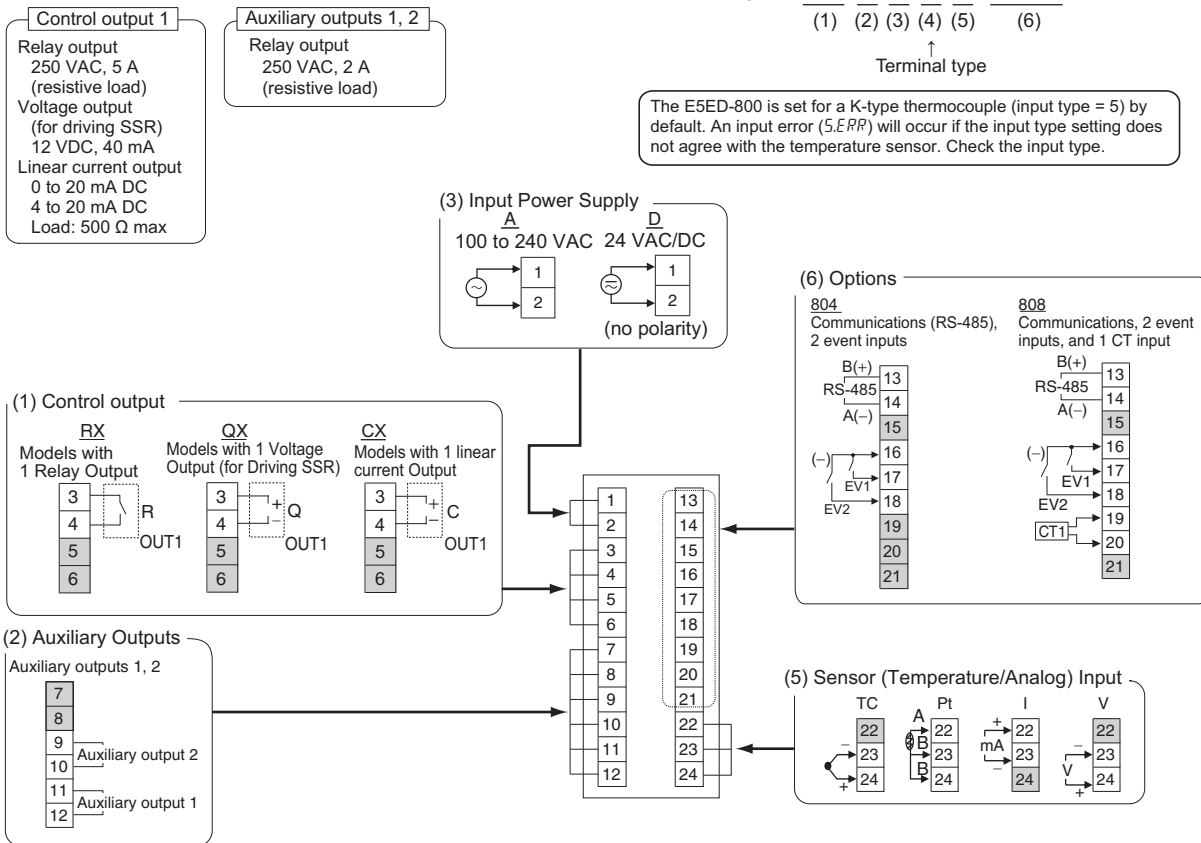 Control output 1
Relay output
250 VAC, 5 A
(resistive load)
Voltage output
(for driving SSR)
12 VDC, 40 mA
Linear current output
0 to 20 mA DC
4 to 20 mA DC
Load: 500 Ω max
Auxiliary outputs 1, 2
Relay output
250 VAC, 2 A
(resistive load)
(1) (2) (3) (4) (5) (6)
↑
Terminal type
The E5ED-800 is set for a K-type thermocouple (input type = 5) by
default. An input error (S.ERR) will occur if the input type setting does
not agree with the temperature sensor. Check the input type.
(3) Input Power Supply
A
100 to 240 VAC
1
2
D
24 VAC/DC
1
2
(no polarity)
(1) Control output
RX
Models with
1 Relay Output
3
4
5
6
R
OUT1
QX
Models with 1 Voltage
Output (for Driving SSR)
3
4
5
6
+
–
Q
OUT1
CX
Models with 1 linear
current Output
3
4
5
6
+
–
C
OUT1
(2) Auxiliary Outputs
Auxiliary outputs 1, 2
7
8
9
10
11
12
Auxiliary output 2
Auxiliary output 1
1
2
3
4
5
6
7
8
9
10
11
12
13
14
15
16
17
18
19
20
21
22
23
24
(6) Options
804
Communications (RS-485),
2 event inputs
B(+)
RS-485
A(–)
(–)
EV1
EV2
13
14
15
16
17
18
19
20
21
808
Communications, 2 event
inputs, and 1 CT input
B(+)
RS-485
A(–)
(–)
EV1
EV2
CT1
13
14
15
16
17
18
19
20
21
(5) Sensor (Temperature/Analog) Input
TC
–
+
22
23
24
Pt
A
B
B
22
23
24
I
+
mA
–
22
23
24
V
–
V
+
22
23
24